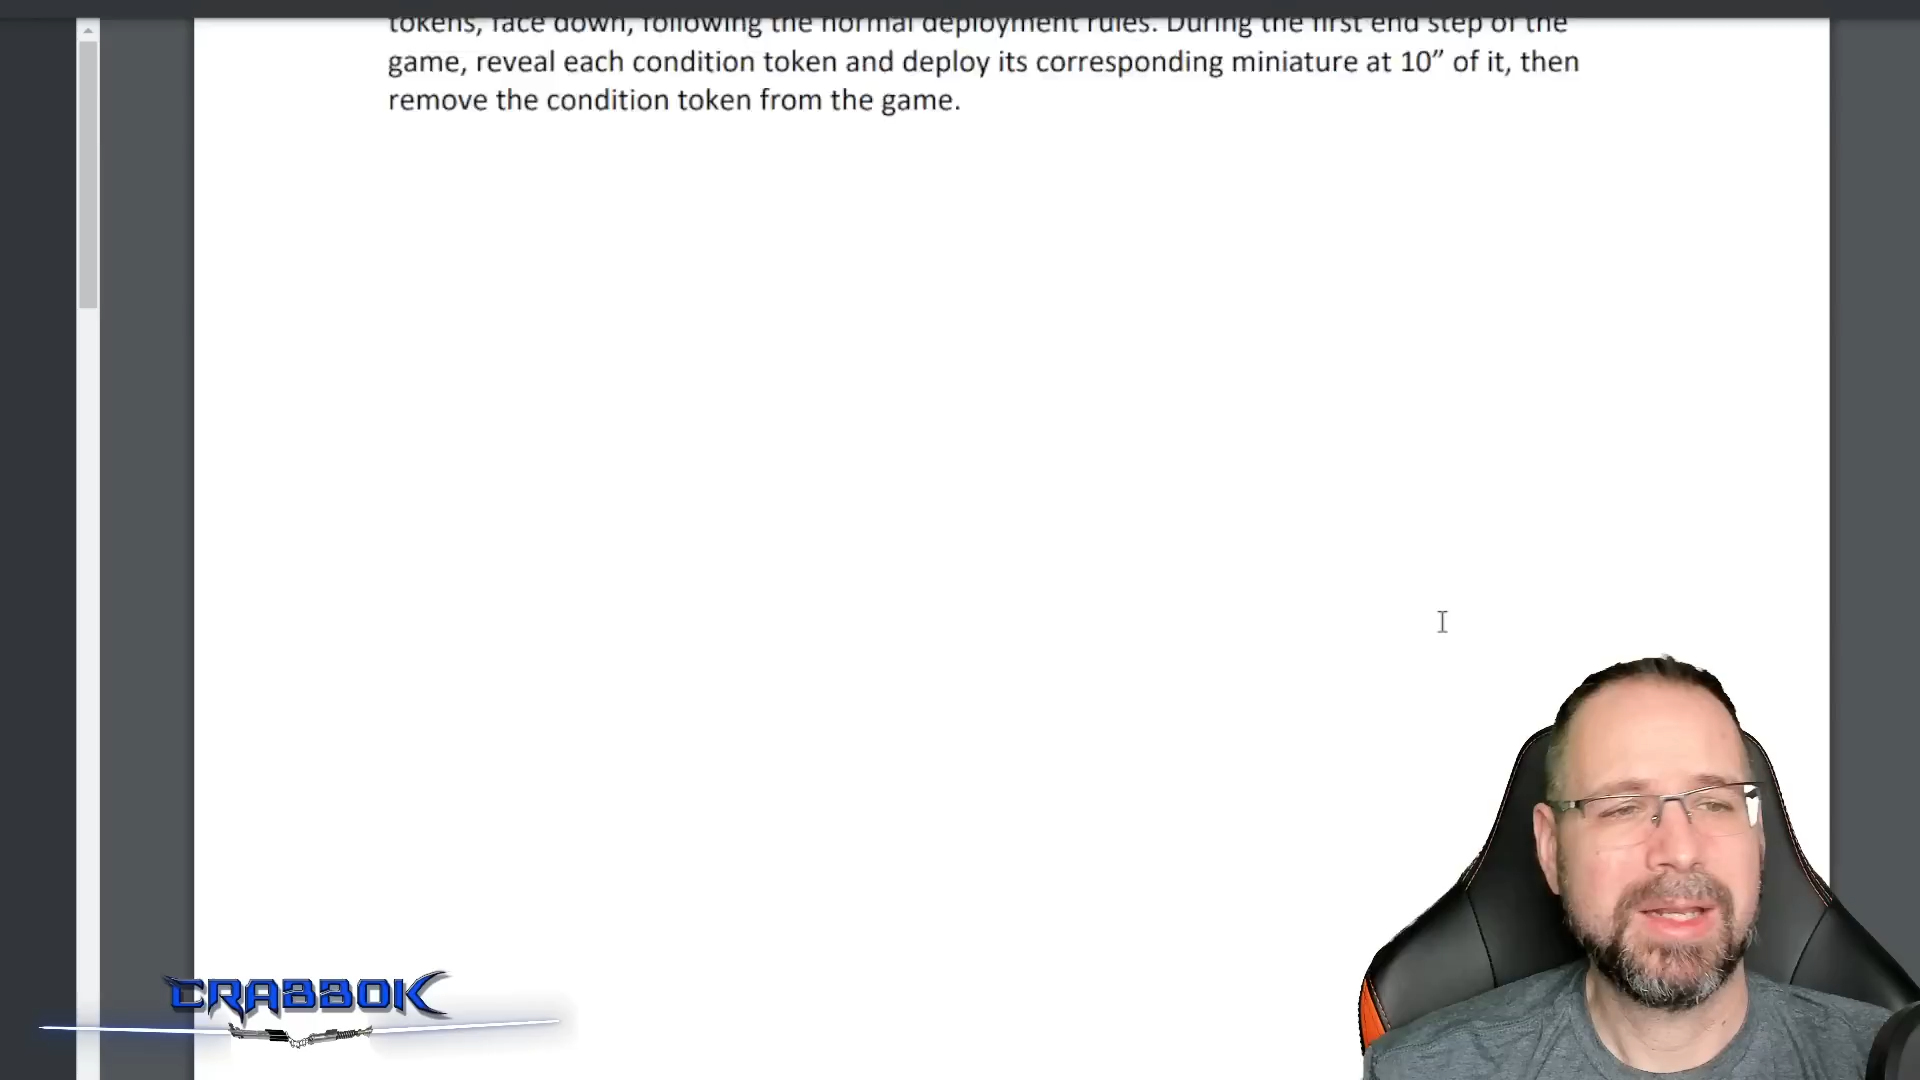 tokens, face down, following the normal deployment rules. During the first end step of the
game, reveal each condition token and deploy its corresponding miniature at 10” of it, then
remove the condition token from the game.
CRABBOK